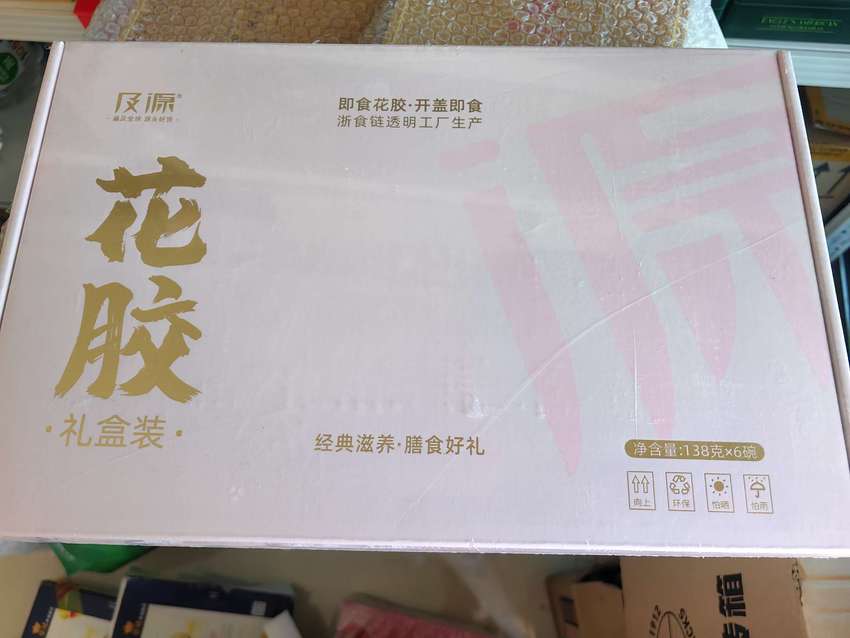 及源®
即食花胶·开盖即食
浙食链透明工厂生产
花胶
·礼盒装·
经典滋养·膳食好礼
净含量:138克×6碗
向上
环保
怕晒
怕雨